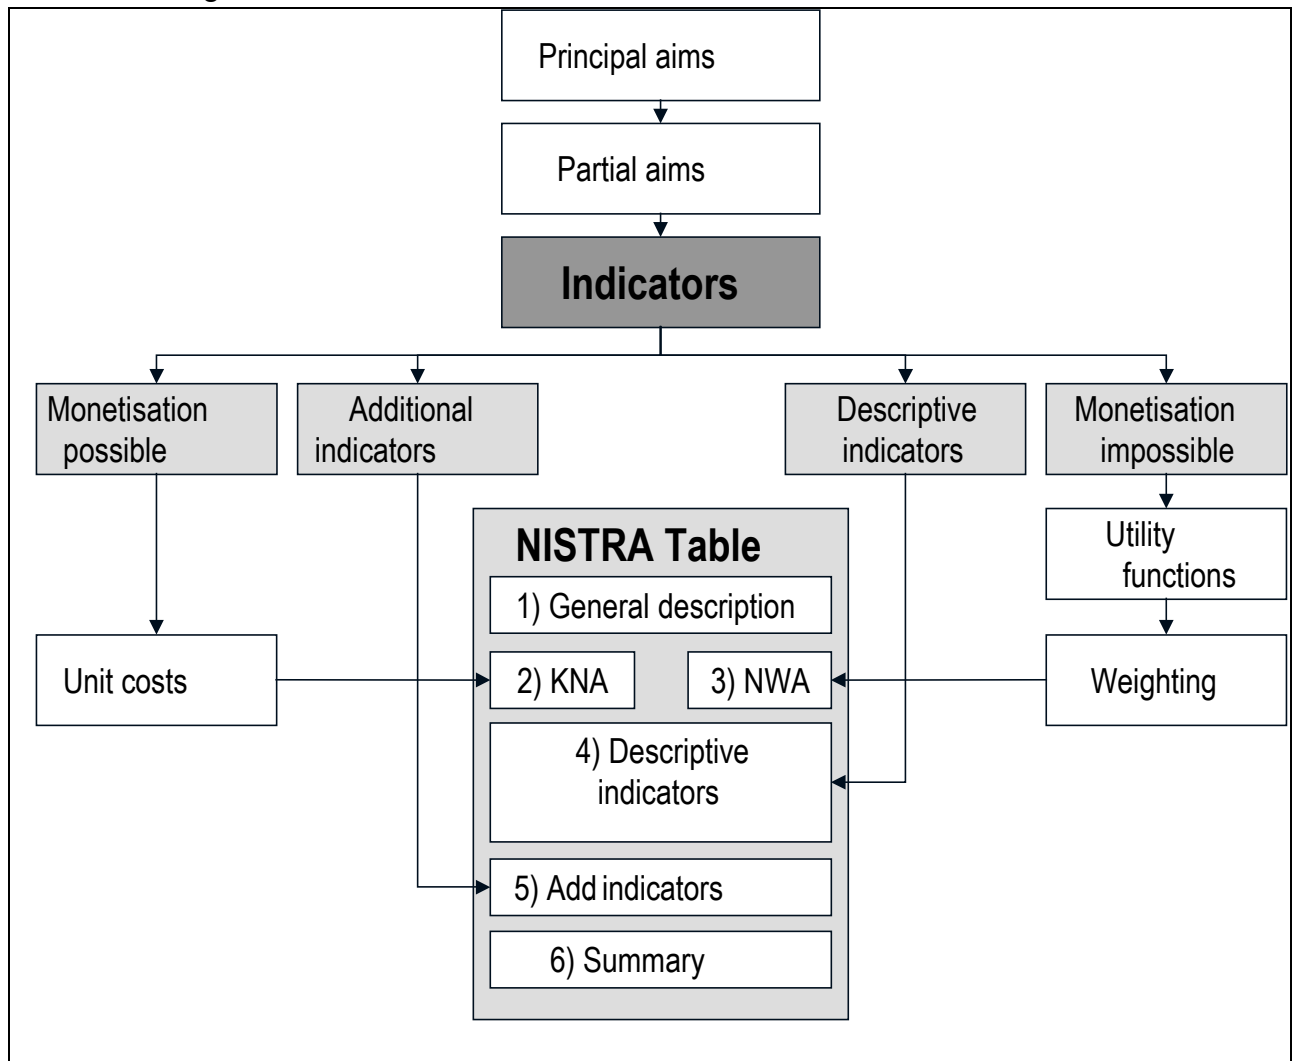 Principal aims
Partial aims
Indicators
Monetisation
possible
Additional
indicators
Descriptive
indicators
Monetisation
impossible
NISTRA Table
Utility
functions
1) General description
Unit costs
2) KNA
3) NWA
Weighting
4) Descriptive
indicators
5) Add indicators
6) Summary